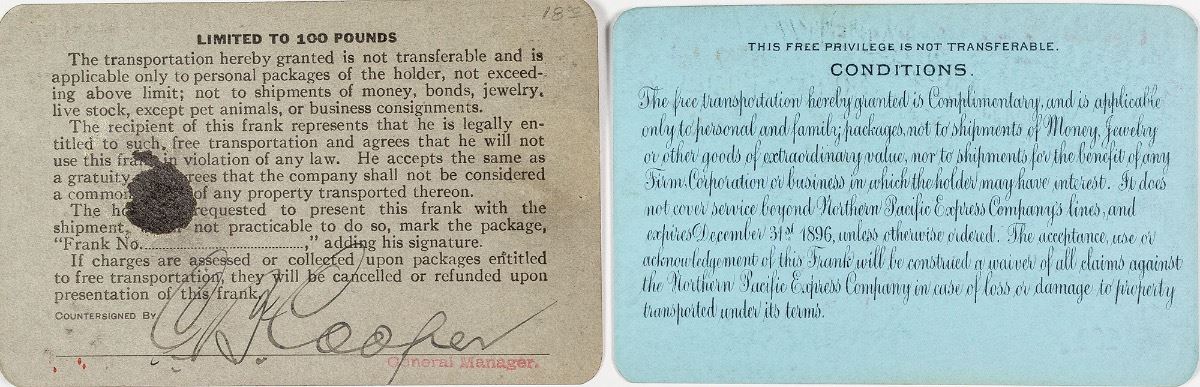 18
LIMITED TO 100 POUNDS
The transportation hereby granted is not transferable and is
applicable only to personal packages of the holder, not exceed-
ing above limit; not to shipments of money, bonds, jewelry,
live stock, except pet animals, or business consignments.
The recipient of this frank represents that he is legally en-
titled to such, free transportation and agrees that he will not
use this frank in violation of any law. He accepts the same as
a gratuity rees that the company shall not be considered
a common of any property transported thereon.
The requested to present this frank with the
shipment, not practicable to do so, mark the package,
"Frank No. ," adding his signature.
If charges are assessed or collected upon packages entitled
to free transportation, they will be cancelled or refunded upon
presentation of this frank.
COUNTERSIGNED BY
Cooper
General Manager.
THIS FREE PRIVILEGE IS NOT TRANSFERABLE.
CONDITIONS.
The free transportation hereby granted is Complimentary, and is applicable
only to personal and family packages, not to shipments of Money, Jewelry
or other goods of extraordinary value, nor to shipments for the benefit of any
Firm, Corporation or business in which the holder may have interest. It does
not cover service beyond Northern Pacific Express Company's lines, and
expires December 31st 1896, unless otherwise ordered. The acceptance, use or
acknowledgement of this Frank will be construed a waiver of all claims against
the Northern Pacific Express Company in case of loss or damage to property
transported under its terms.